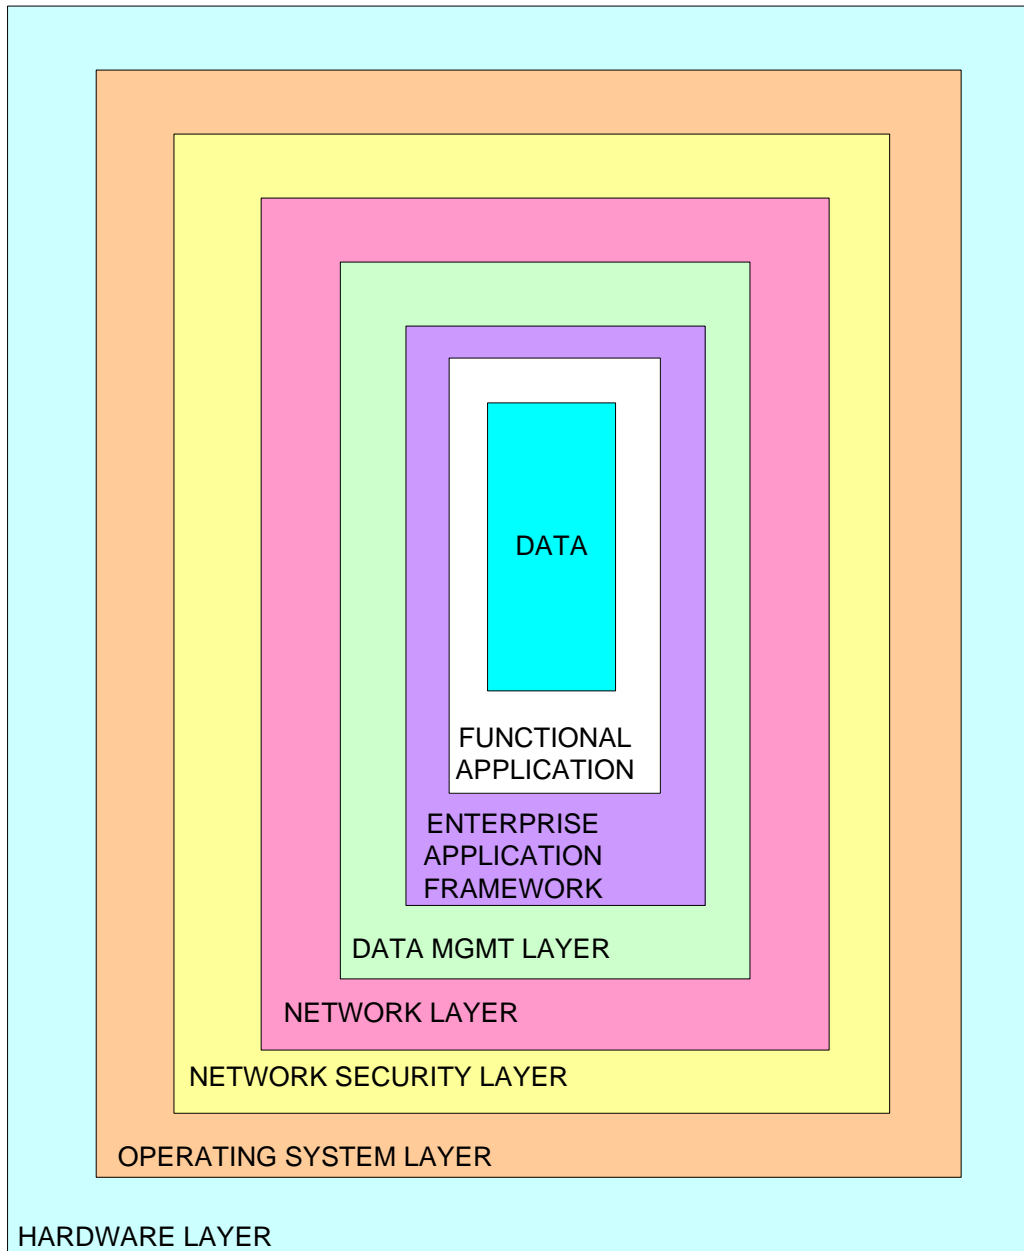 DATA
FUNCTIONAL
APPLICATION
ENTERPRISE
APPLICATION
FRAMEWORK
DATA MGMT LAYER
NETWORK LAYER
NETWORK SECURITY LAYER
OPERATING SYSTEM LAYER
HARDWARE LAYER